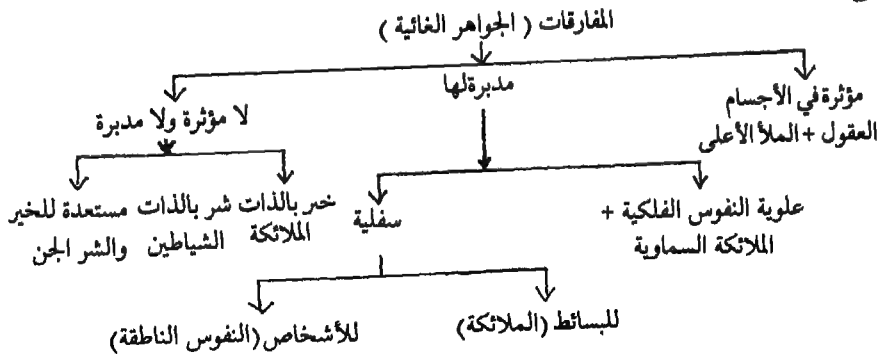 المفارقات (الجواهر الغائية)
مؤثرة في الأجسام
العقول + الملأ الأعلى
مدبرة لها
لا مؤثرة ولا مدبرة
علوية النفوس الفلكية +
الملائكة السماوية
سفلية
خير بالذات
الملائكة
شر بالذات
الشياطين
مستعدة للخير
والشر الجن
للبسائط (الملائكة)
للأشخاص (النفوس الناطقة)